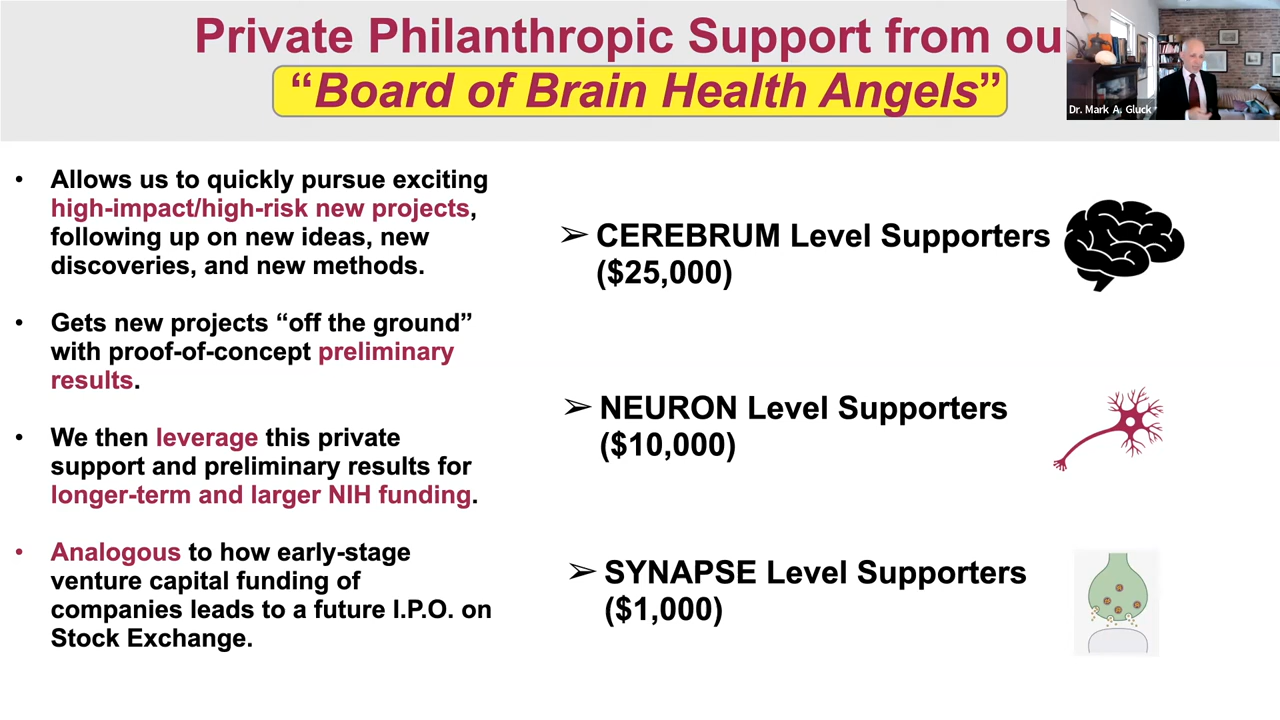 Private Philanthropic Support from ou
“Board of Brain Health Angels”
Dr. Mark A. Gluck
• Allows us to quickly pursue exciting
high-impact/high-risk new projects,
following up on new ideas, new
discoveries, and new methods.
• Gets new projects “off the ground”
with proof-of-concept preliminary
results.
• We then leverage this private
support and preliminary results for
longer-term and larger NIH funding.
• Analogous to how early-stage
venture capital funding of
companies leads to a future I.P.O. on
Stock Exchange.
➢ CEREBRUM Level Supporters
($25,000)
➢ NEURON Level Supporters
($10,000)
➢ SYNAPSE Level Supporters
($1,000)